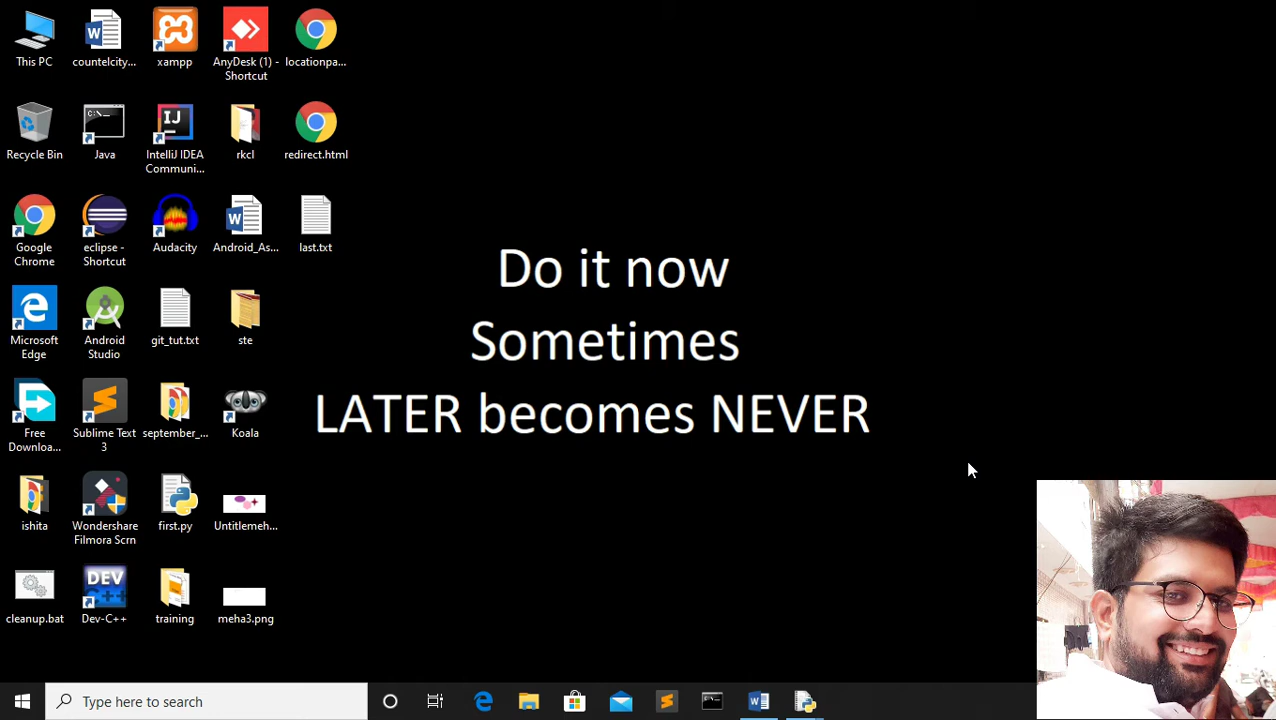 This PC
countelcity...
xampp
AnyDesk (1) -
Shortcut
locationpa...
Recycle Bin
C:\_
Java
IJ
IntelliJ IDEA
Communi...
rkcl
redirect.html
Google
Chrome
eclipse -
Shortcut
Audacity
Android_As...
last.txt
Microsoft
Edge
Android
Studio
git_tut.txt
ste
Free
Downloa...
Sublime Text
3
september_...
Koala
ishita
Wondershare
Filmora Scrn
first.py
Untitlemeh...
cleanup.bat
DEV
Dev-C++
training
meha3.png
Do it now
Sometimes
LATER becomes NEVER
Type here to search